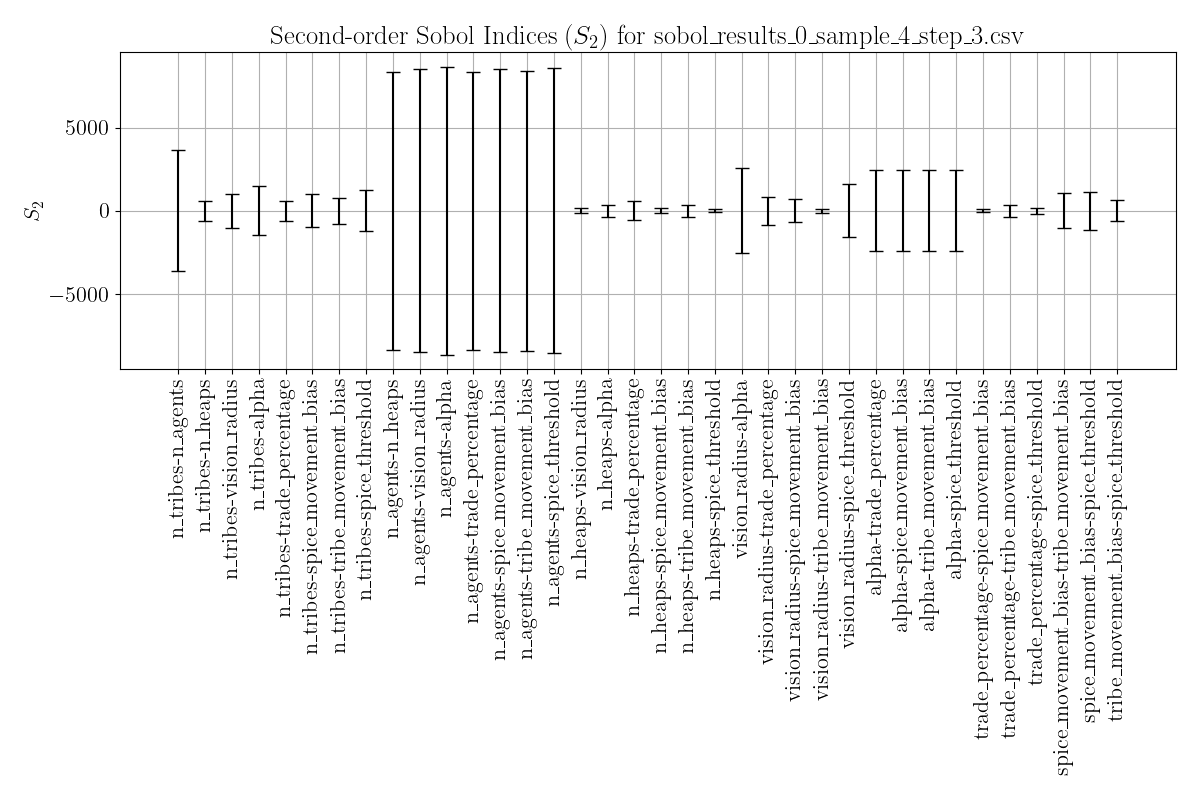 Second-order Sobol Indices (S₂) for sobol_results_0_sample_4_step_3.csv
S₂
5000
0
−5000
n_tribes-n_agents
n_tribes-n_heaps
n_tribes-vision_radius
n_tribes-alpha
n_tribes-trade_percentage
n_tribes-spice_movement_bias
n_tribes-tribe_movement_bias
n_tribes-spice_threshold
n_agents-n_heaps
n_agents-vision_radius
n_agents-alpha
n_agents-trade_percentage
n_agents-spice_movement_bias
n_agents-tribe_movement_bias
n_agents-spice_threshold
n_heaps-vision_radius
n_heaps-alpha
n_heaps-trade_percentage
n_heaps-spice_movement_bias
n_heaps-tribe_movement_bias
n_heaps-spice_threshold
vision_radius-alpha
vision_radius-trade_percentage
vision_radius-spice_movement_bias
vision_radius-tribe_movement_bias
vision_radius-spice_threshold
alpha-trade_percentage
alpha-spice_movement_bias
alpha-tribe_movement_bias
alpha-spice_threshold
trade_percentage-spice_movement_bias
trade_percentage-tribe_movement_bias
trade_percentage-spice_threshold
spice_movement_bias-tribe_movement_bias
spice_movement_bias-spice_threshold
tribe_movement_bias-spice_threshold